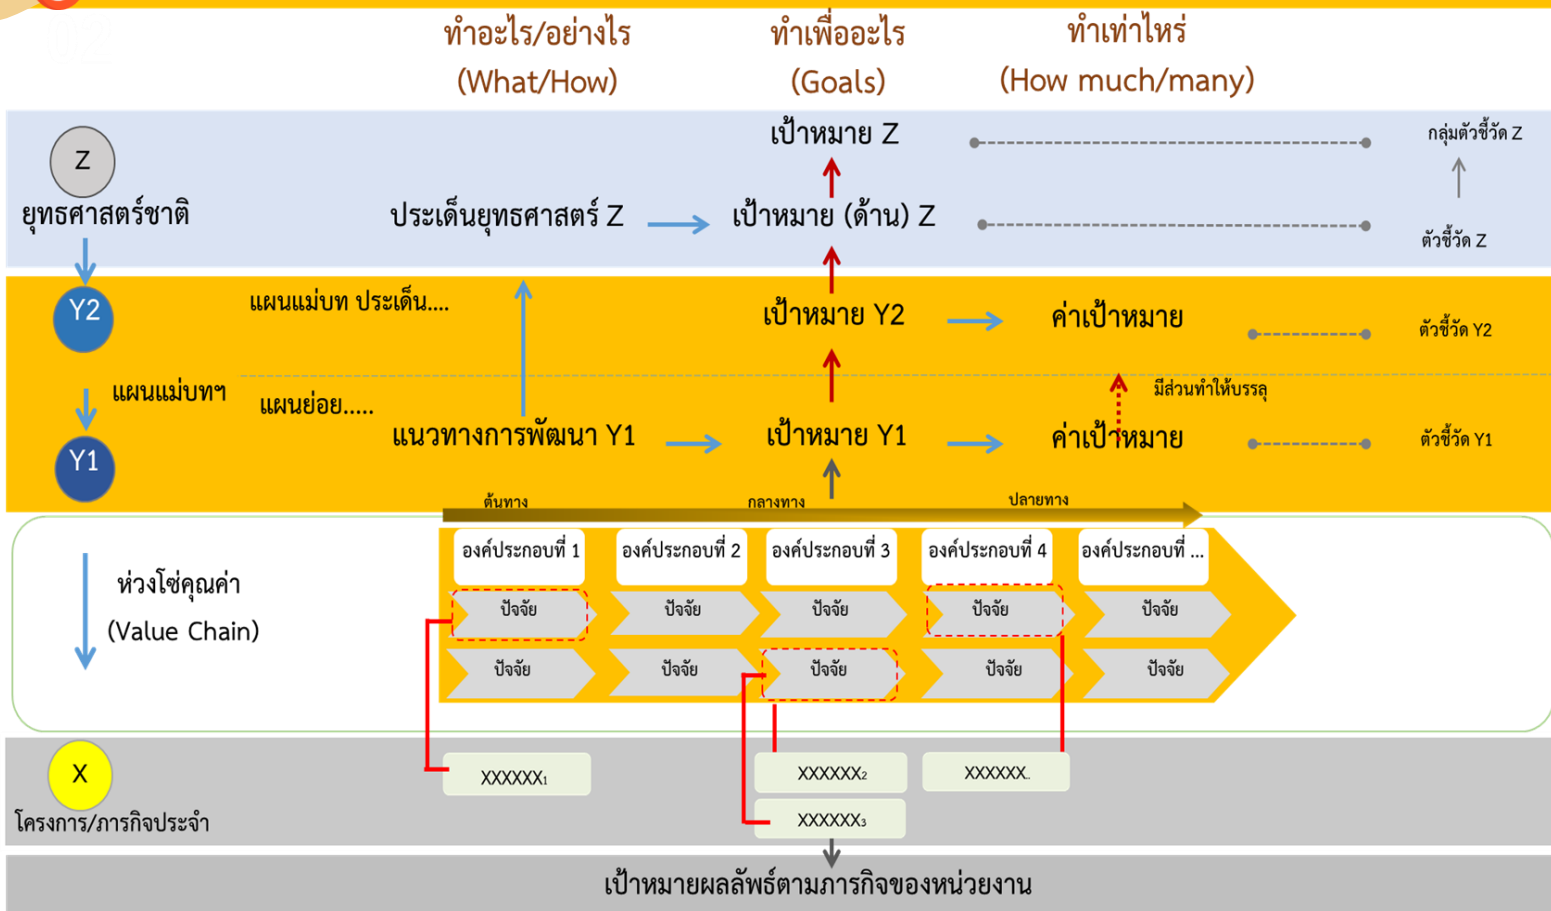 ทำอะไร/อย่างไร
(What/How)
ทำเพื่ออะไร
(Goals)
ทำเท่าไหร่
(How much/many)
Z
ยุทธศาสตร์ชาติ
เป้าหมาย Z
กลุ่มตัวชี้วัด Z
ประเด็นยุทธศาสตร์ Z
เป้าหมาย (ด้าน) Z
ตัวชี้วัด Z
Y2
แผนแม่บท ประเด็น....
เป้าหมาย Y2
ค่าเป้าหมาย
ตัวชี้วัด Y2
แผนแม่บทฯ
แผนย่อย.....
มีส่วนทำให้บรรลุ
Y1
แนวทางการพัฒนา Y1
เป้าหมาย Y1
ค่าเป้าหมาย
ตัวชี้วัด Y1
ต้นทาง
กลางทาง
ปลายทาง
ห่วงโซ่คุณค่า
(Value Chain)
องค์ประกอบที่ 1
องค์ประกอบที่ 2
องค์ประกอบที่ 3
องค์ประกอบที่ 4
องค์ประกอบที่ ...
ปัจจัย
ปัจจัย
ปัจจัย
ปัจจัย
ปัจจัย
ปัจจัย
ปัจจัย
ปัจจัย
ปัจจัย
ปัจจัย
X
โครงการ/ภารกิจประจำ
XXXXXX₁
XXXXXX₂
XXXXXX..
XXXXXX₃
เป้าหมายผลลัพธ์ตามภารกิจของหน่วยงาน